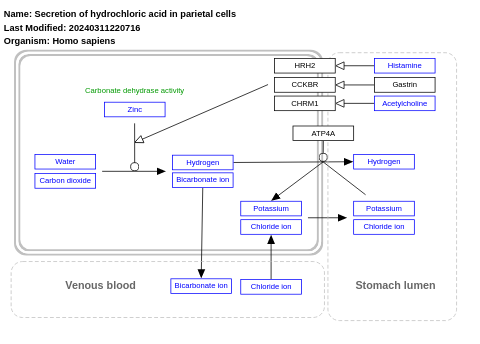 Name: Secretion of hydrochloric acid in parietal cells
Last Modified: 20240311220716
Organism: Homo sapiens
HRH2
Histamine
CCKBR
Gastrin
Carbonate dehydrase activity
CHRM1
Acetylcholine
Zinc
ATP4A
Water
Hydrogen
Hydrogen
Carbon dioxide
Bicarbonate ion
Potassium
Potassium
Chloride ion
Chloride ion
Venous blood
Bicarbonate ion
Chloride ion
Stomach lumen